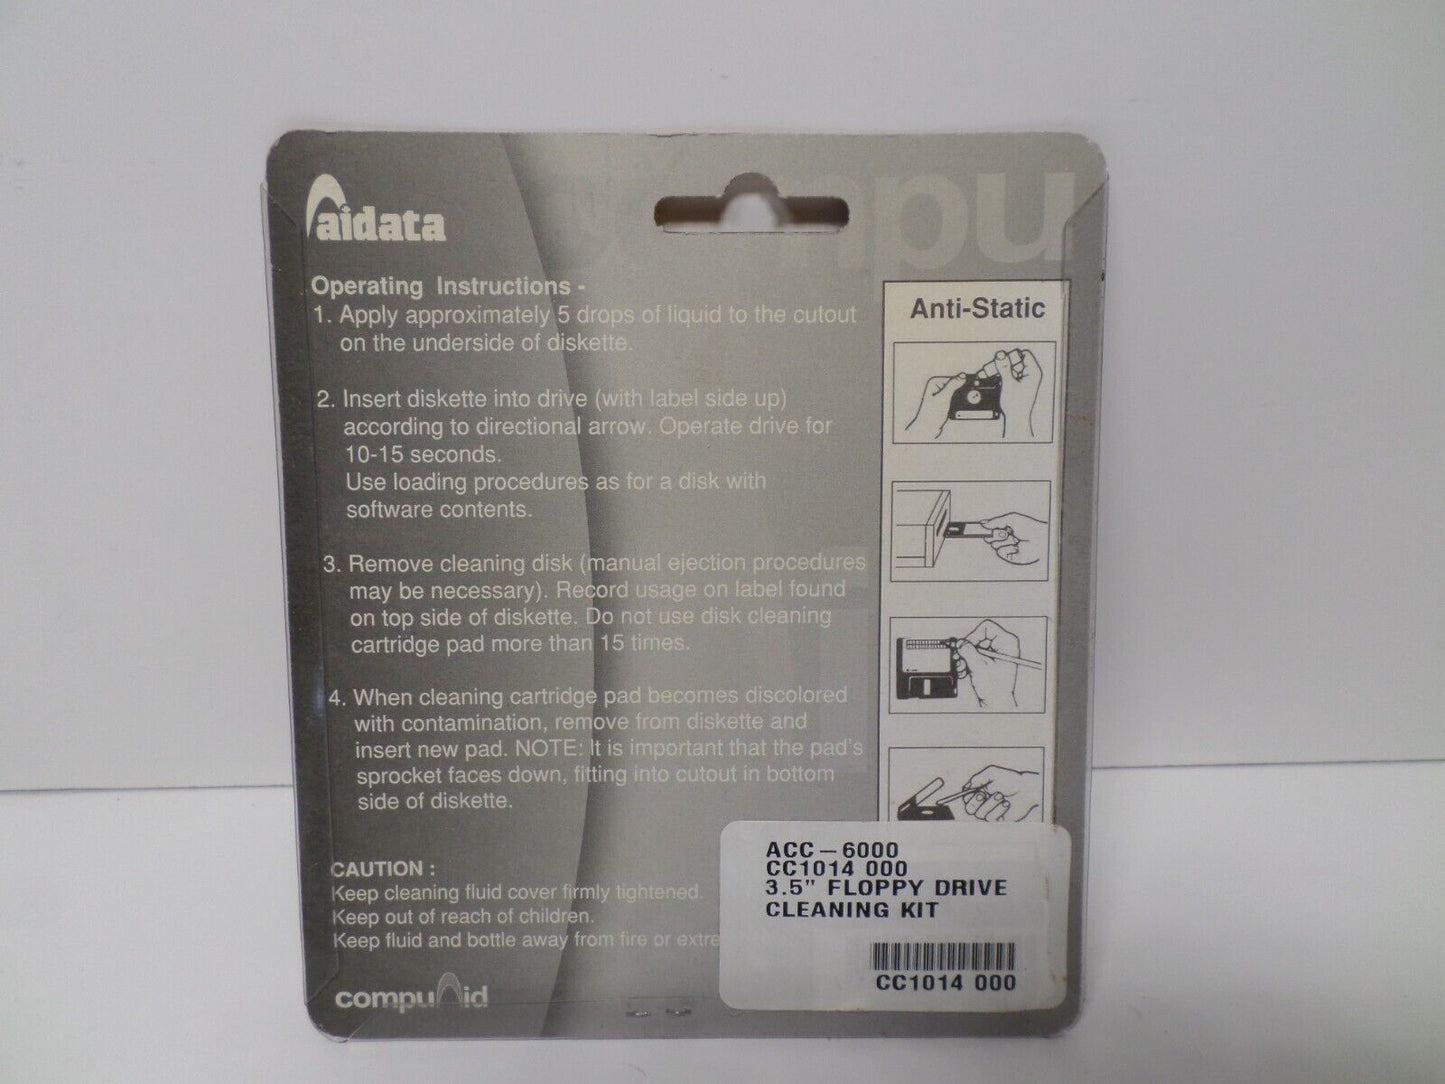 aidata
compu
Operating Instructions -
1. Apply approximately 5 drops of liquid to the cutout
on the underside of diskette.
2. Insert diskette into drive (with label side up)
according to directional arrow. Operate drive for
10-15 seconds.
Use loading procedures as for a disk with
software contents.
3. Remove cleaning disk (manual ejection procedures
may be necessary). Record usage on label found
on top side of diskette. Do not use disk cleaning
cartridge pad more than 15 times.
4. When cleaning cartridge pad becomes discolored
with contamination, remove from diskette and
insert new pad. NOTE: It is important that the pad's
sprocket faces down, fitting into cutout in bottom
side of diskette.
CAUTION :
Keep cleaning fluid cover firmly tightened.
Keep out of reach of children.
Keep fluid and bottle away from fire or extre
compuAid
Anti-Static
ACC-6000
CC1014 000
3.5" FLOPPY DRIVE
CLEANING KIT
CC1014 000